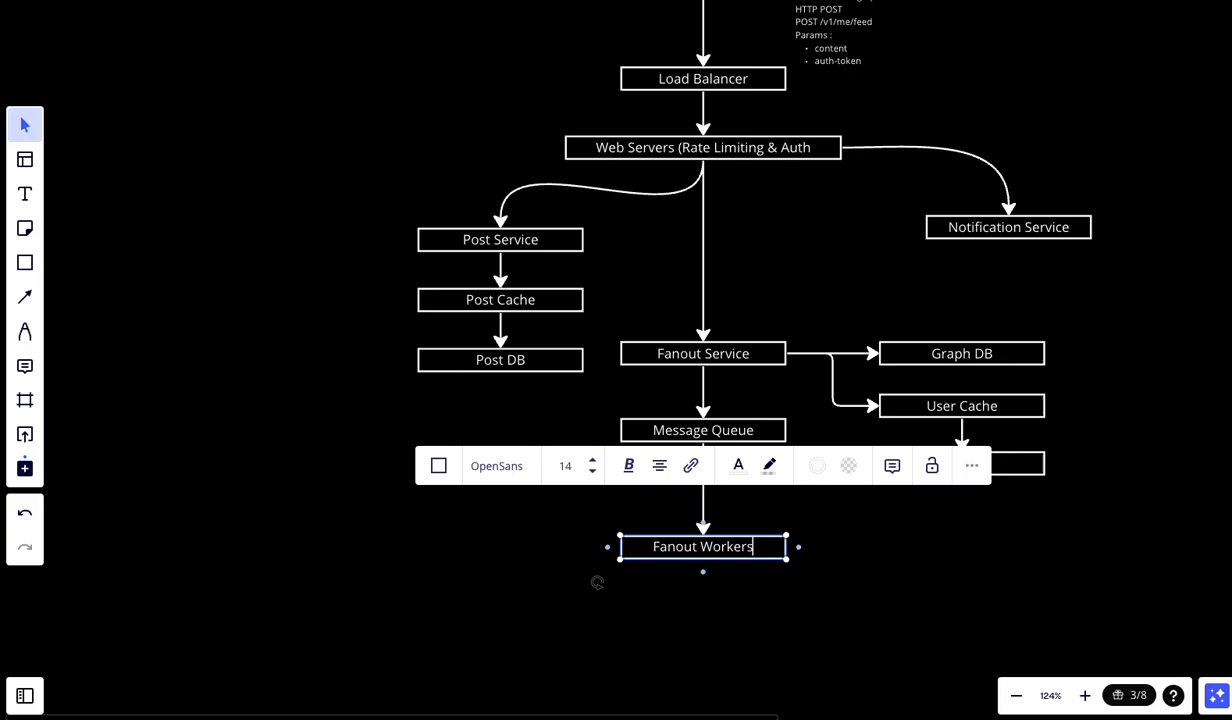 HTTP POST
POST /v1/me/feed
Params :
• content
• auth-token
Load Balancer
Web Servers (Rate Limiting & Auth
Notification Service
Post Service
Post Cache
Post DB
Fanout Service
Graph DB
User Cache
Message Queue
OpenSans
14
B
A
Fanout Workers
124%
3/8
?